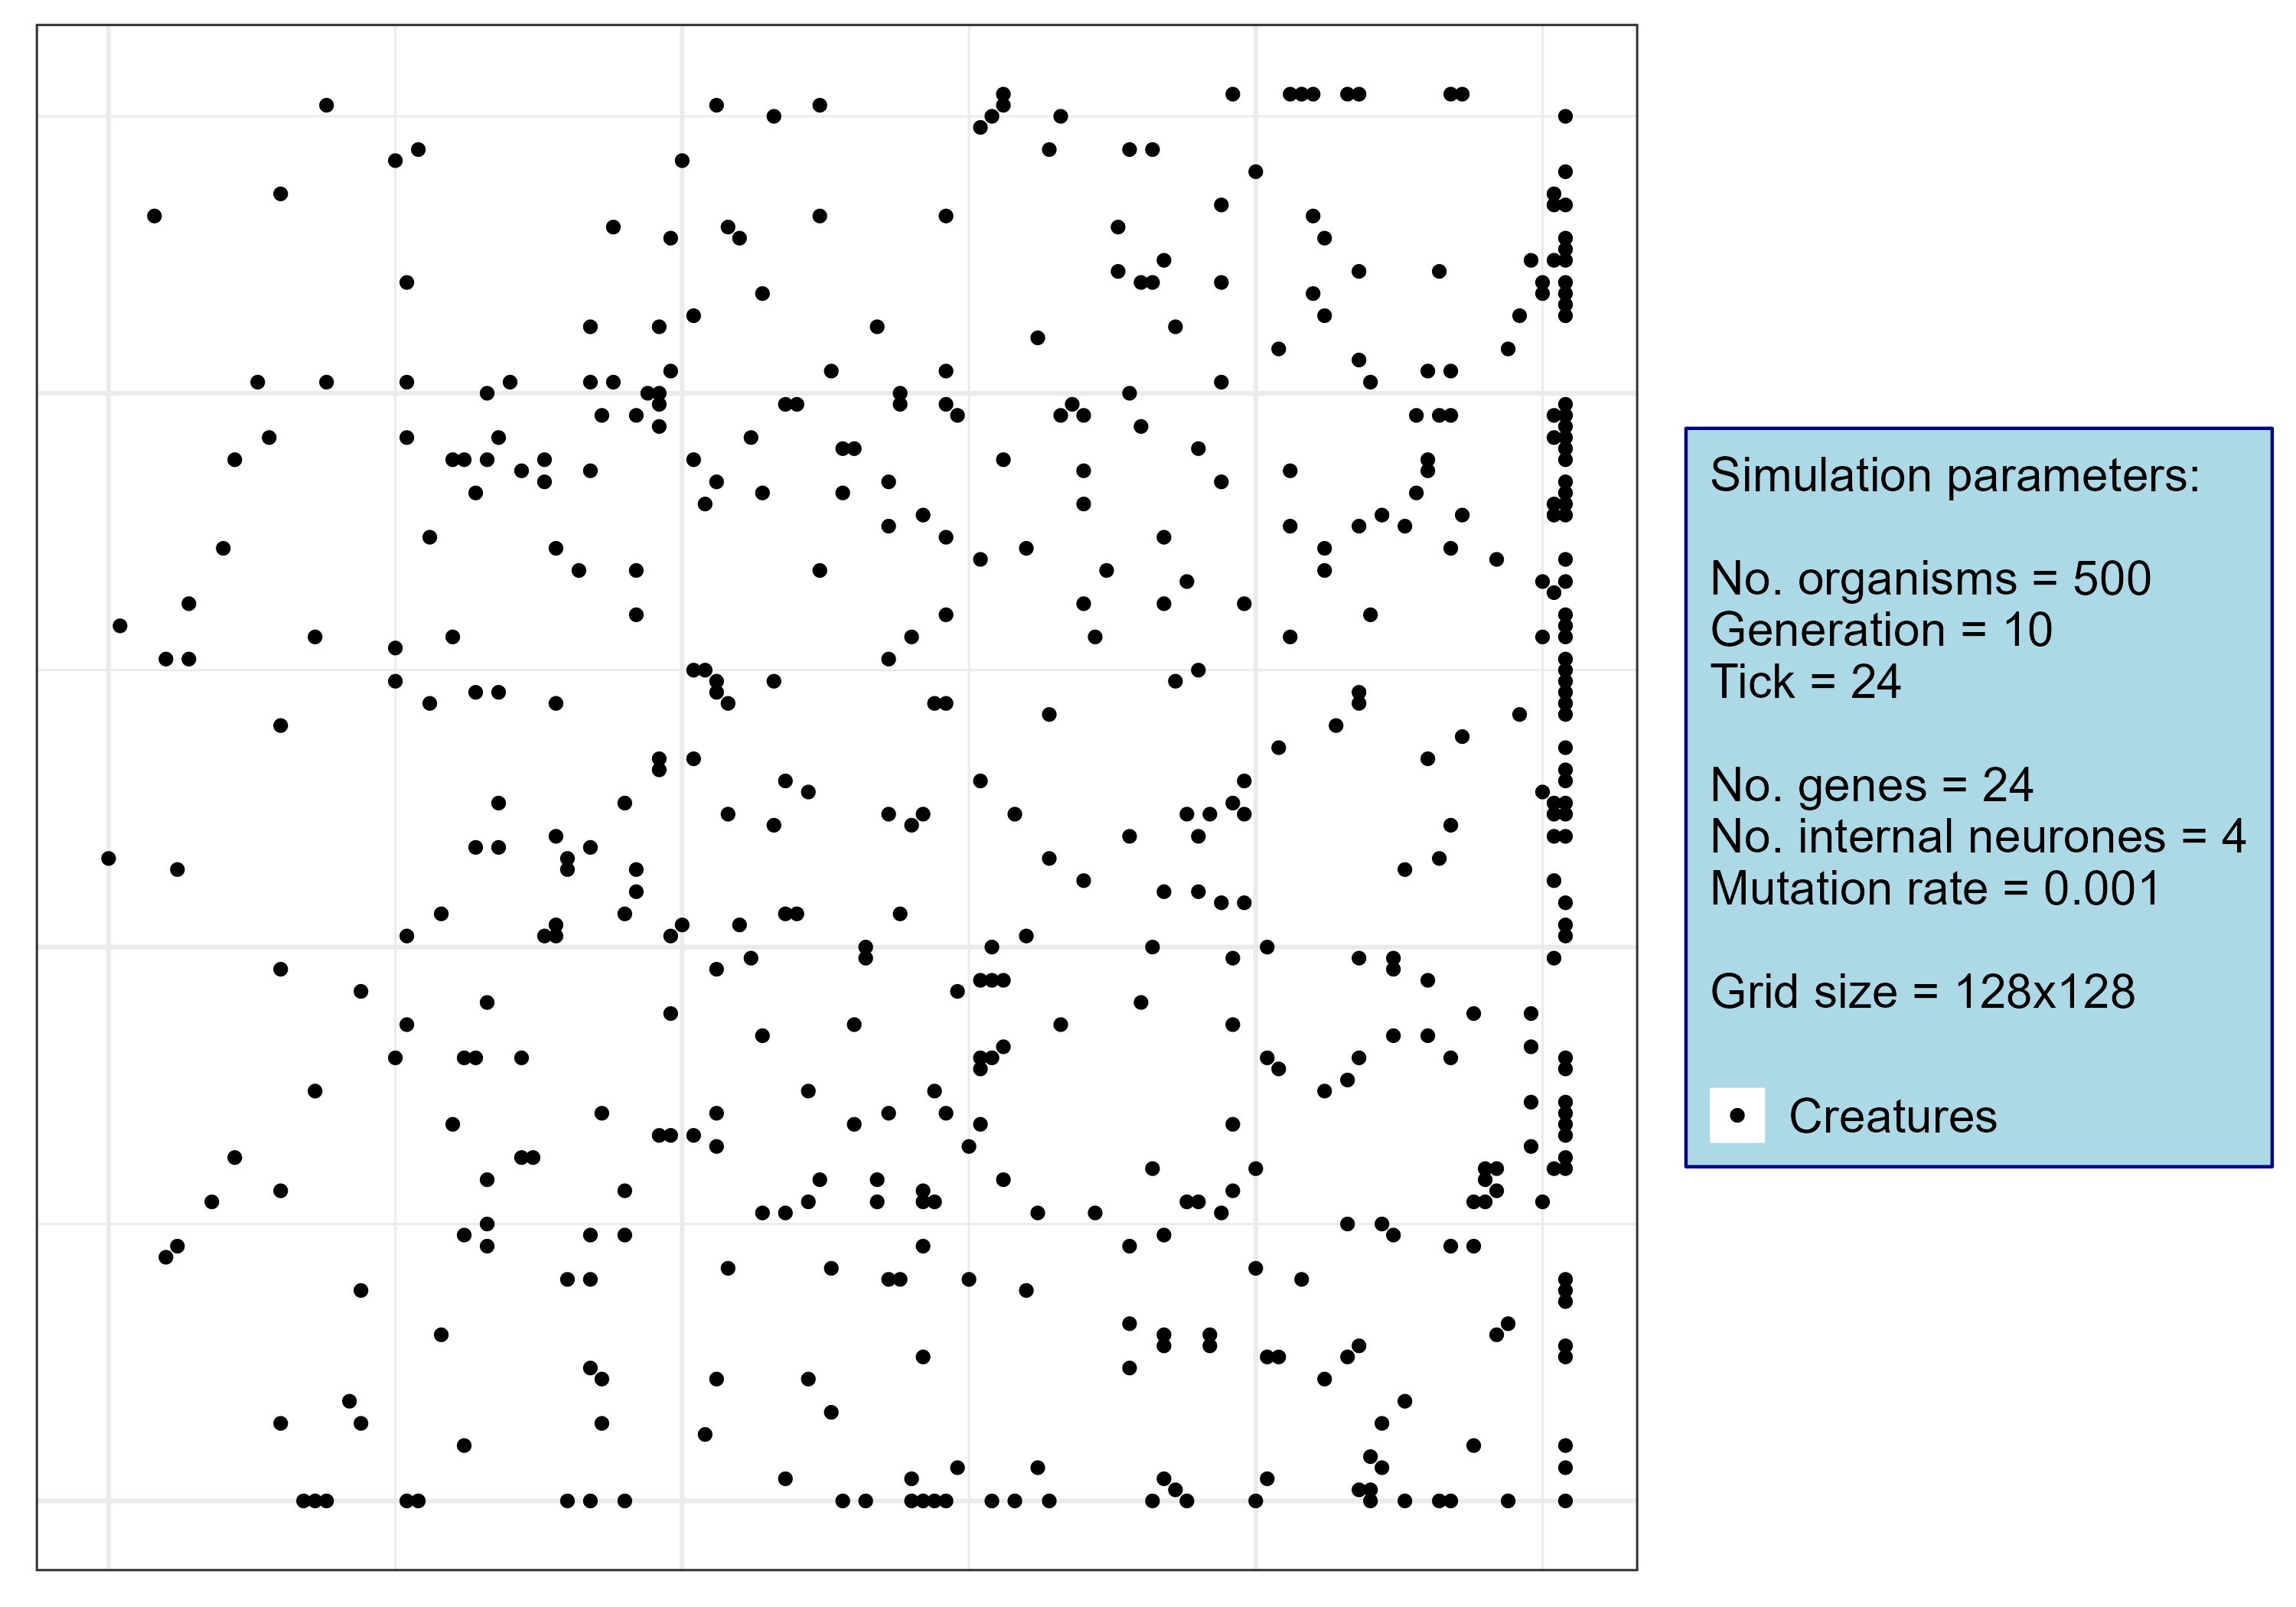 Simulation parameters:
No. organisms = 500
Generation = 10
Tick = 24
No. genes = 24
No. internal neurones = 4
Mutation rate = 0.001
Grid size = 128x128
Creatures